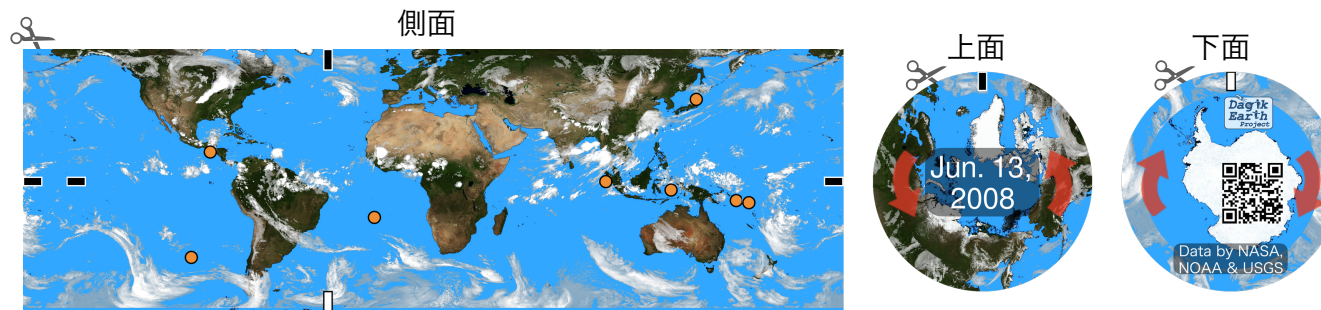 側面
上面
下面
Jun. 13,
2008
Dagik
Earth
Project
Data by NASA,
NOAA & USGS